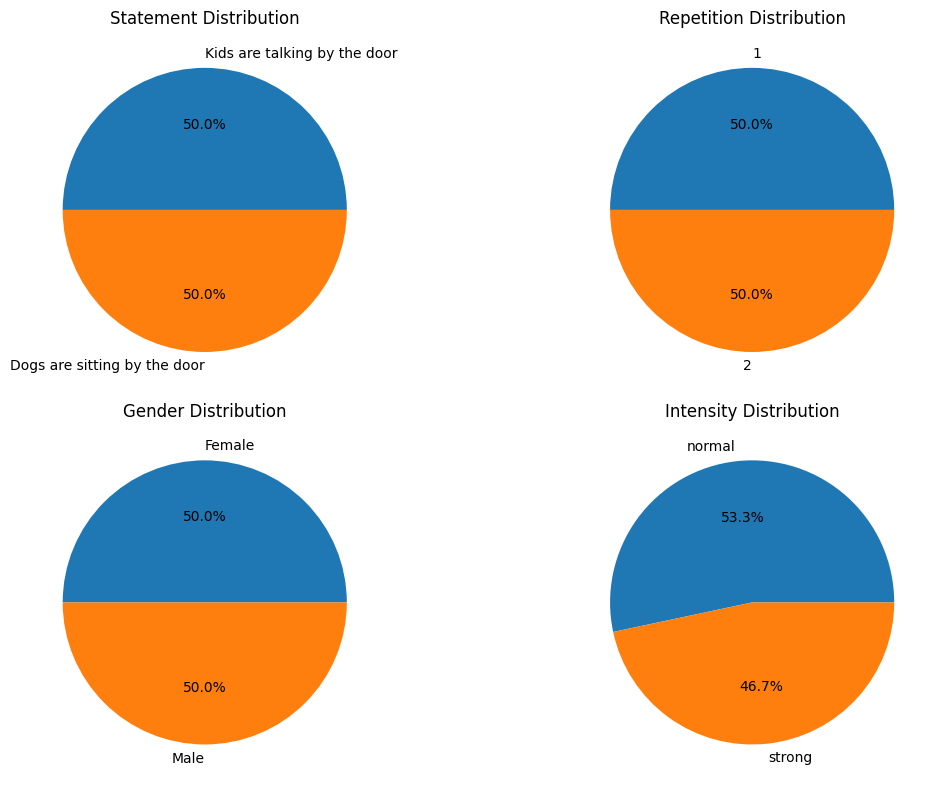 Statement Distribution
Kids are talking by the door
50.0%
50.0%
Dogs are sitting by the door
Repetition Distribution
1
50.0%
50.0%
2
Gender Distribution
Female
50.0%
50.0%
Male
Intensity Distribution
normal
53.3%
46.7%
strong